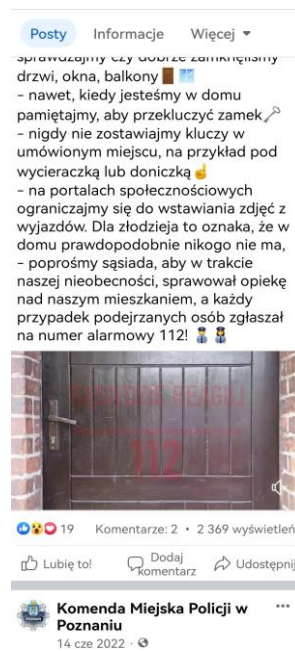 Posty Informacje Więcej
sprawdzajmy czy dobrze zamknęliśmy
drzwi, okna, balkony
- nawet, kiedy jesteśmy w domu
pamiętajmy, aby przekluczyć zamek
- nigdy nie zostawiajmy kluczy w
umówionym miejscu, na przykład pod
wycieraczką lub doniczką
- na portalach społecznościowych
ograniczajmy się do wstawiania zdjęć z
wyjazdów. Dla złodzieja to oznaka, że w
domu prawdopodobnie nikogo nie ma,
- poprośmy sąsiada, aby w trakcie
naszej nieobecności, sprawował opiekę
nad naszym mieszkaniem, a każdy
przypadek podejrzanych osób zgłaszał
na numer alarmowy 112!
REAGUJ
112
19 Komentarze: 2 • 2 369 wyświetleń
Lubię to! Dodaj komentarz Udostępnij
Komenda Miejska Policji w
Poznaniu
14 cze 2022 ·